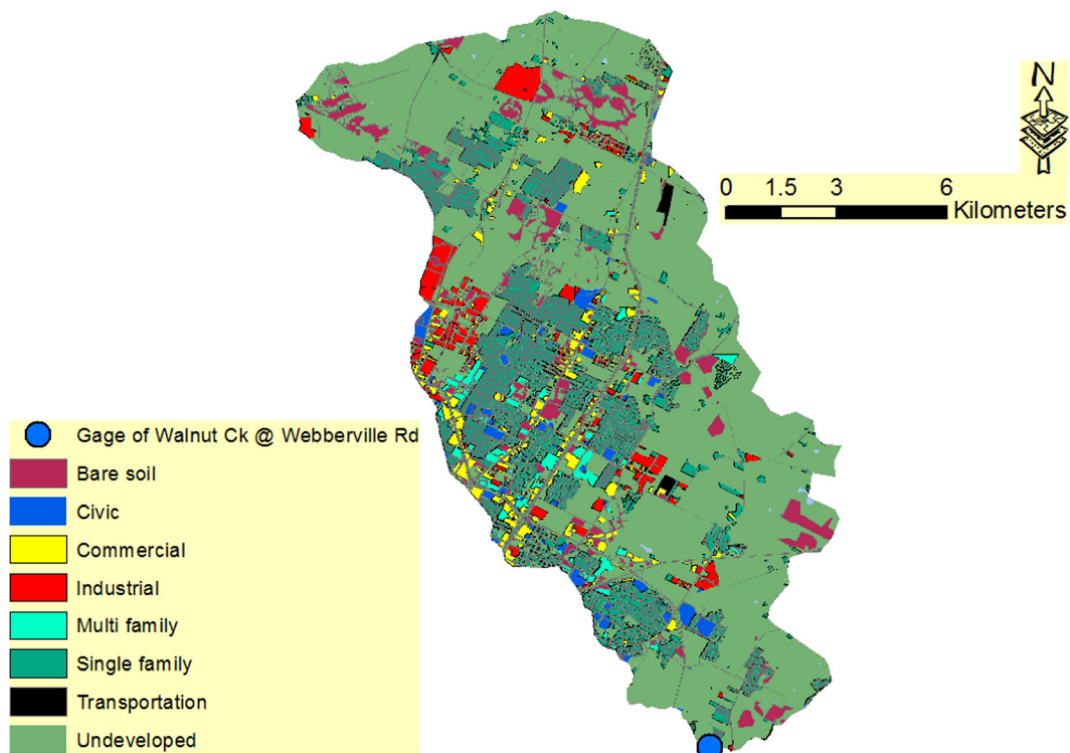 N
0 1.5 3 6
Kilometers
Gage of Walnut Ck @ Webberville Rd
Bare soil
Civic
Commercial
Industrial
Multi family
Single family
Transportation
Undeveloped